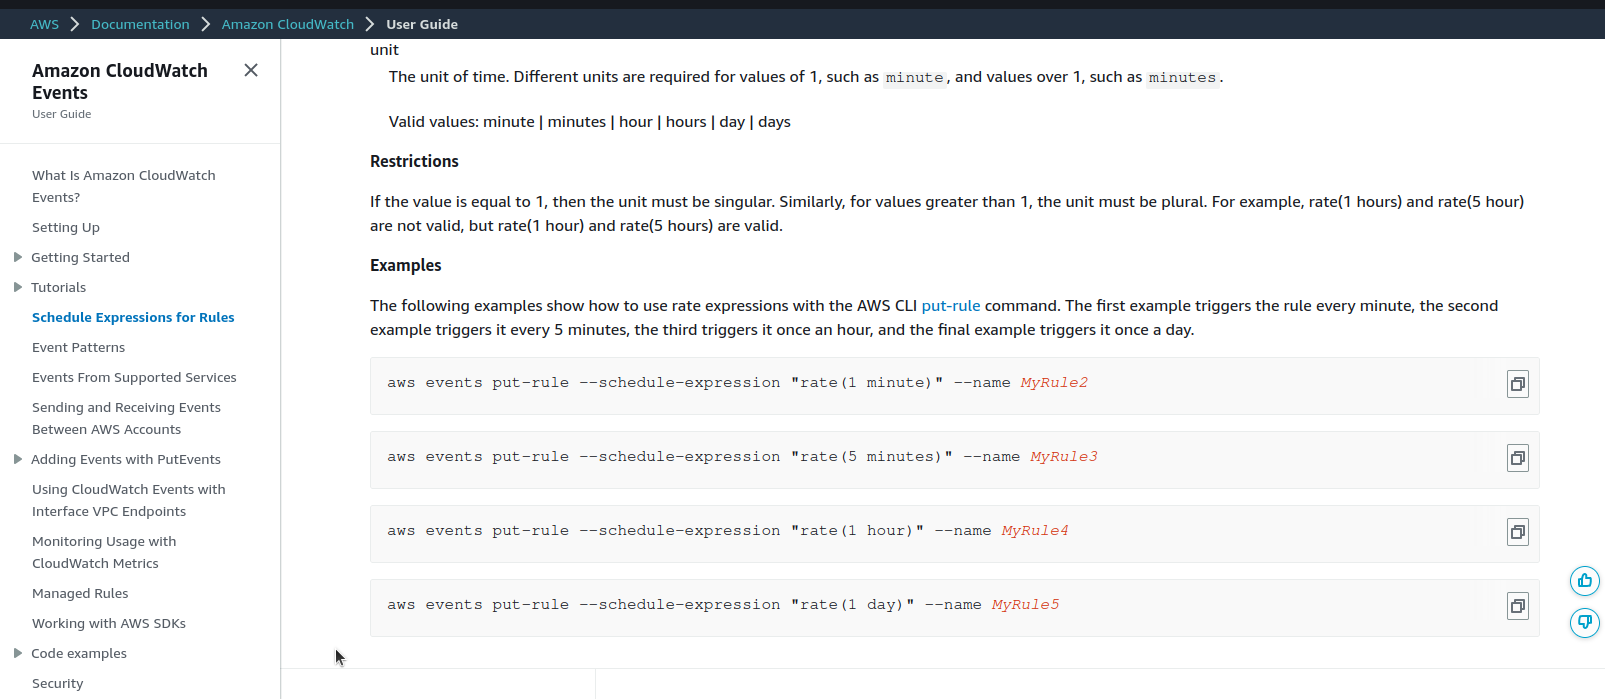 AWS Documentation Amazon CloudWatch User Guide
Amazon CloudWatch
Events
User Guide
What Is Amazon CloudWatch
Events?
Setting Up
Getting Started
Tutorials
Schedule Expressions for Rules
Event Patterns
Events From Supported Services
Sending and Receiving Events
Between AWS Accounts
Adding Events with PutEvents
Using CloudWatch Events with
Interface VPC Endpoints
Monitoring Usage with
CloudWatch Metrics
Managed Rules
Working with AWS SDKs
Code examples
Security
unit
The unit of time. Different units are required for values of 1, such as minute, and values over 1, such as minutes.
Valid values: minute | minutes | hour | hours | day | days
Restrictions
If the value is equal to 1, then the unit must be singular. Similarly, for values greater than 1, the unit must be plural. For example, rate(1 hours) and rate(5 hour)
are not valid, but rate(1 hour) and rate(5 hours) are valid.
Examples
The following examples show how to use rate expressions with the AWS CLI put-rule command. The first example triggers the rule every minute, the second
example triggers it every 5 minutes, the third triggers it once an hour, and the final example triggers it once a day.
aws events put-rule --schedule-expression "rate(1 minute)" --name MyRule2
aws events put-rule --schedule-expression "rate(5 minutes)" --name MyRule3
aws events put-rule --schedule-expression "rate(1 hour)" --name MyRule4
aws events put-rule --schedule-expression "rate(1 day)" --name MyRule5